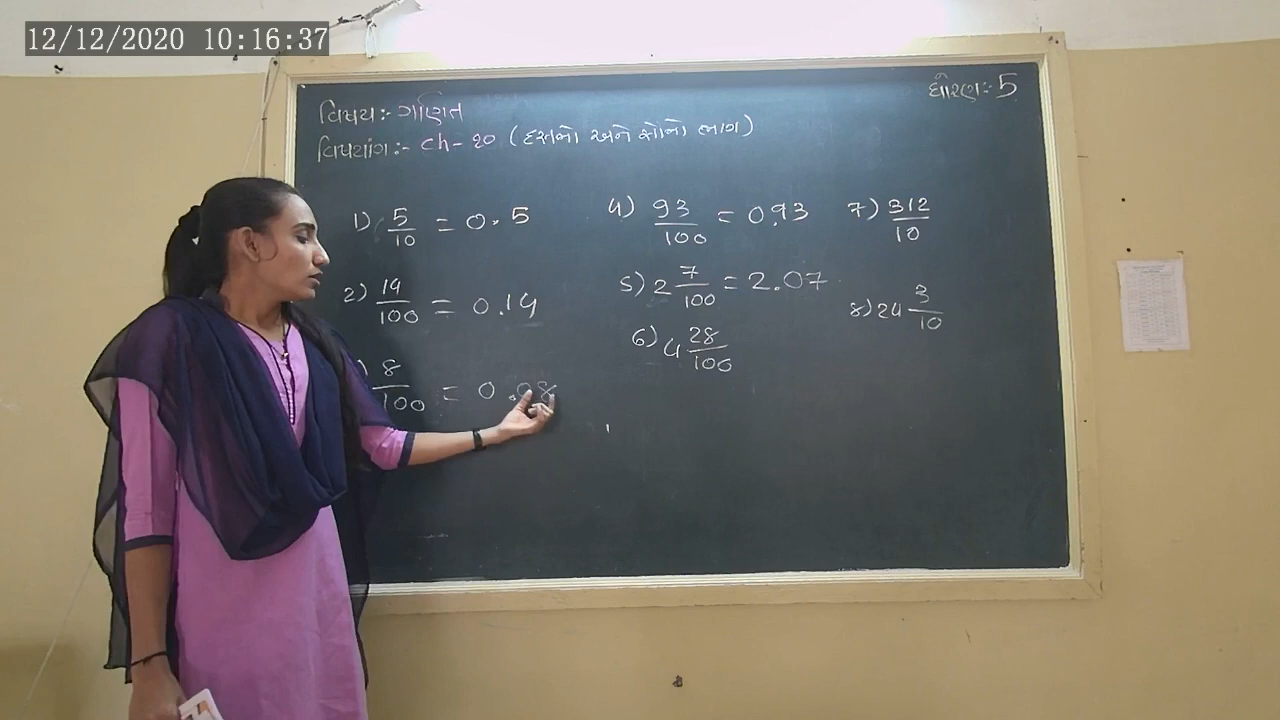 12/12/2020 10:16:37
ધોરણ:- 5
વિષય:- ગણિત
વિષયાંગ:- ch-20 (દસમો અને સોનો ભાગ)
1) 5/10 = 0.5
2) 14/100 = 0.14
) 8/100 = 0.08
4) 93/100 = 0.93
5) 2 7/100 = 2.07
6) 4 28/100
7) 312/10
8) 24 3/10